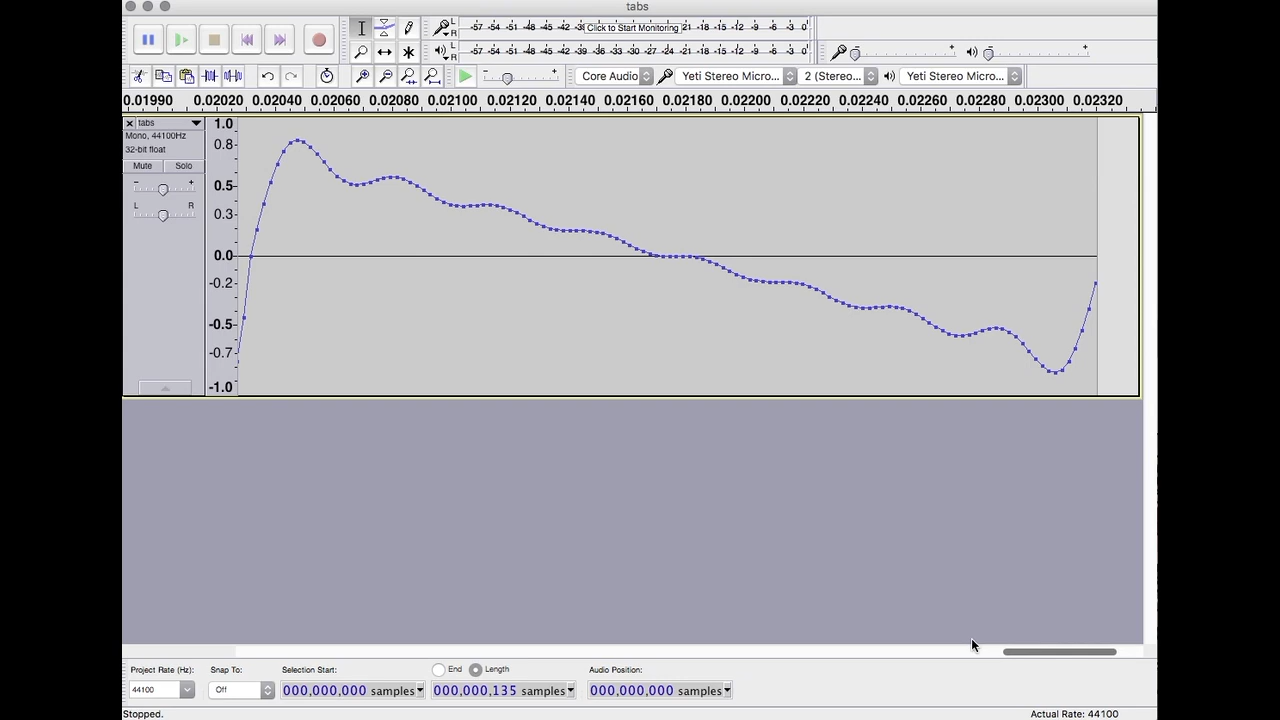 tabs
L
R
-57 -54 -51 -48 -45 -42 -39 Click to Start Monitoring 21 -18 -15 -12 -9 -6 -3 0
L
R
-57 -54 -51 -48 -45 -42 -39 -36 -33 -30 -27 -24 -21 -18 -15 -12 -9 -6 -3 0
- +
- +
- +
Core Audio
Yeti Stereo Micro...
2 (Stereo...
Yeti Stereo Micro...
0.01990 0.02020 0.02040 0.02060 0.02080 0.02100 0.02120 0.02140 0.02160 0.02180 0.02200 0.02220 0.02240 0.02260 0.02280 0.02300 0.02320
tabs
Mono, 44100Hz
32-bit float
Mute Solo
- +
L R
1.0
0.8
0.5
0.3
0.0
-0.2
-0.5
-0.7
-1.0
Project Rate (Hz): Snap To: Selection Start: End Length Audio Position:
44100 Off 000,000,000 samples 000,000,135 samples 000,000,000 samples
Stopped. Actual Rate: 44100